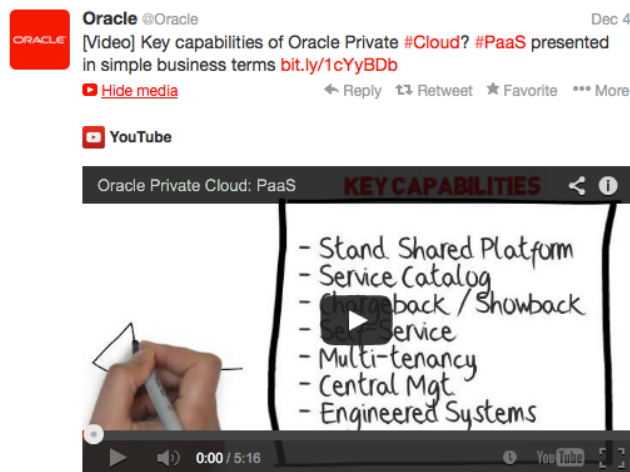 ORACLE
Oracle @Oracle Dec 4
[Video] Key capabilities of Oracle Private #Cloud? #PaaS presented
in simple business terms bit.ly/1cYyBDb
Hide media Reply Retweet Favorite More
YouTube
Oracle Private Cloud: PaaS KEY CAPABILITIES
- Stand Shared Platform
- Service Catalog
- Chargeback / Showback
- Self-Service
- Multi-tenancy
- Central Mgt.
- Engineered Systems
0:00 / 5:16 YouTube